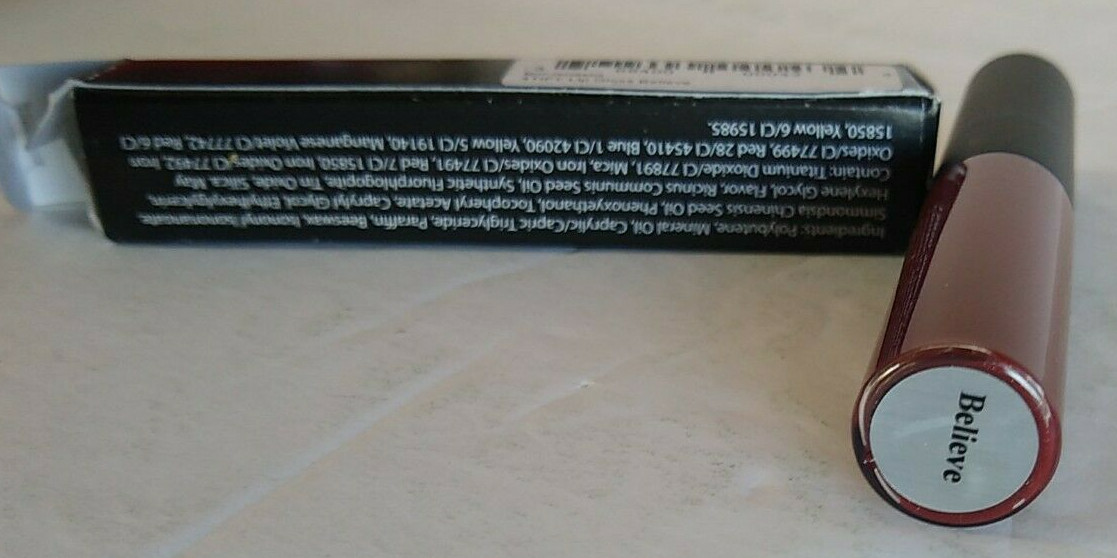 Ingredients: Polybutene, Mineral Oil, Caprylic/Capric Triglyceride, Paraffin, Beeswax, Isononyl Isononanoate,
Simmondsia Chinensis Seed Oil, Phenoxyethanol, Tocopheryl Acetate, Caprylyl Glycol, Ethylhexylglycerin,
Hexylene Glycol, Flavor, Ricinus Communis Seed Oil, Synthetic Fluorphlogopite, Tin Oxide, Silica. May
Contain: Titanium Dioxide/CI 77891, Mica, Iron Oxides/CI 77491, Red 7/CI 15850, Iron Oxides/CI 77492, Iron
Oxides/CI 77499, Red 28/CI 45410, Blue 1/CI 42090, Yellow 5/CI 19140, Manganese Violet/CI 77742, Red 6/CI
15850, Yellow 6/CI 15985.
Believe